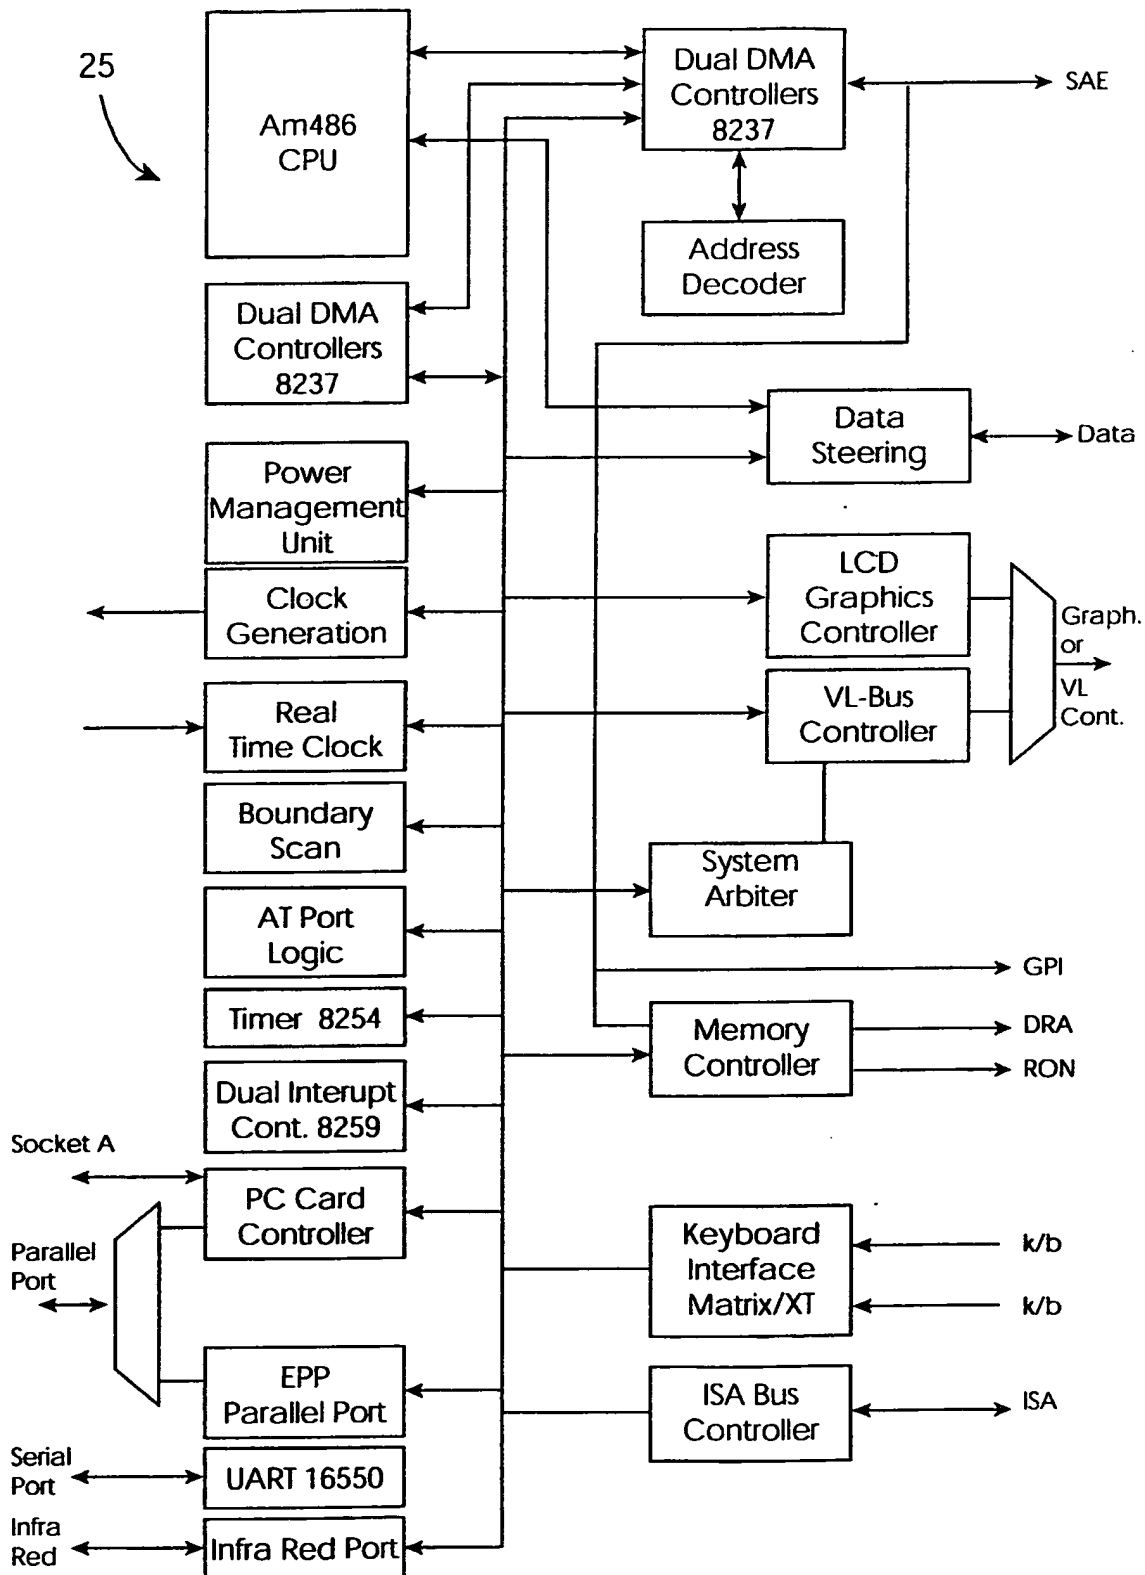 25
Am486
CPU
Dual DMA
Controllers
8237
SAE
Address
Decoder
Dual DMA
Controllers
8237
Data
Steering
Data
Power
Management
Unit
LCD
Graphics
Controller
Graph.
or
VL
Cont.
Clock
Generation
VL-Bus
Controller
Real
Time Clock
Boundary
Scan
System
Arbiter
AT Port
Logic
GPI
Timer 8254
Memory
Controller
DRA
RON
Dual Interupt
Cont. 8259
Socket A
PC Card
Controller
Parallel
Port
Keyboard
Interface
Matrix/XT
k/b
k/b
EPP
Parallel Port
ISA Bus
Controller
ISA
Serial
Port
UART 16550
Infra
Red
Infra Red Port